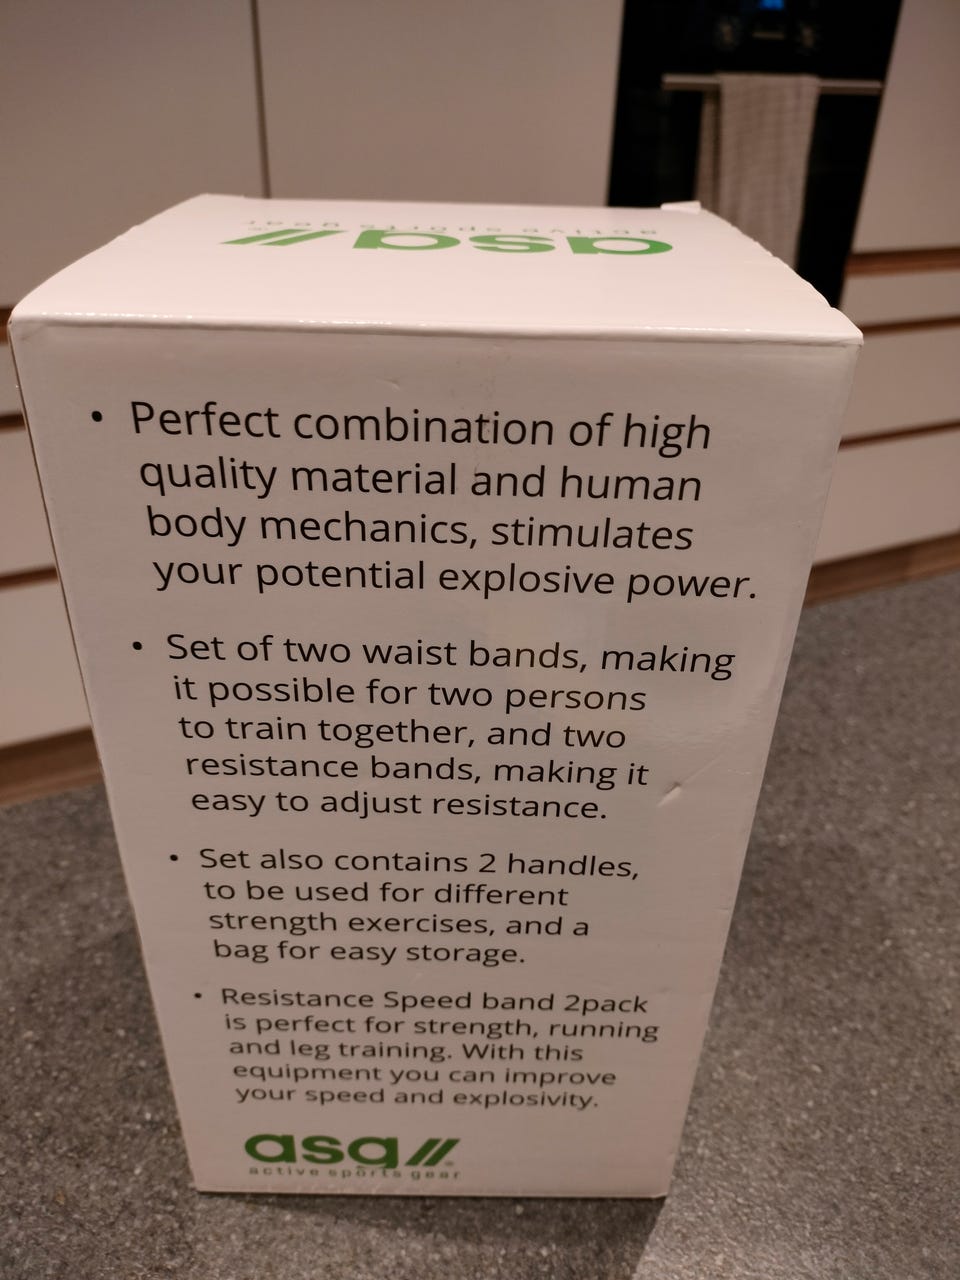 asg//
active sports gear
• Perfect combination of high
quality material and human
body mechanics, stimulates
your potential explosive power.
• Set of two waist bands, making
it possible for two persons
to train together, and two
resistance bands, making it
easy to adjust resistance.
• Set also contains 2 handles,
to be used for different
strength exercises, and a
bag for easy storage.
• Resistance Speed band 2pack
is perfect for strength, running
and leg training. With this
equipment you can improve
your speed and explosivity.
asg//®
active sports gear